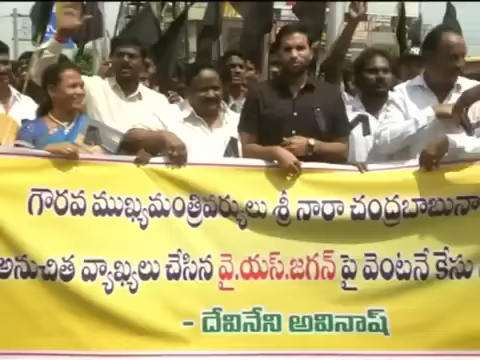 గౌరవ ముఖ్యమంత్రివర్యులు శ్రీ నారా చంద్రబాబునా
అనుచిత వ్యాఖ్యలు చేసిన వై.యస్.జగన్ పై వెంటనే కేసు
- దేవినేని అవినాష్